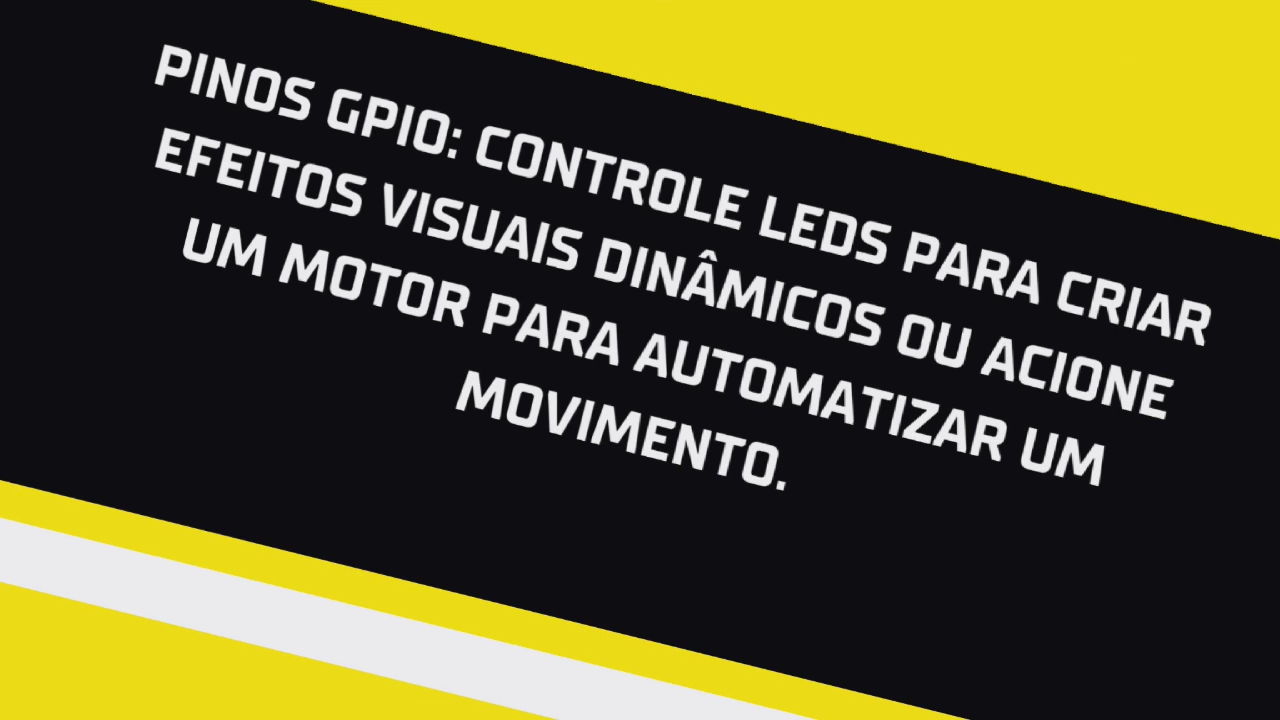 PINOS GPIO: CONTROLE LEDS PARA CRIAR
EFEITOS VISUAIS DINÂMICOS OU ACIONE
UM MOTOR PARA AUTOMATIZAR UM
MOVIMENTO.